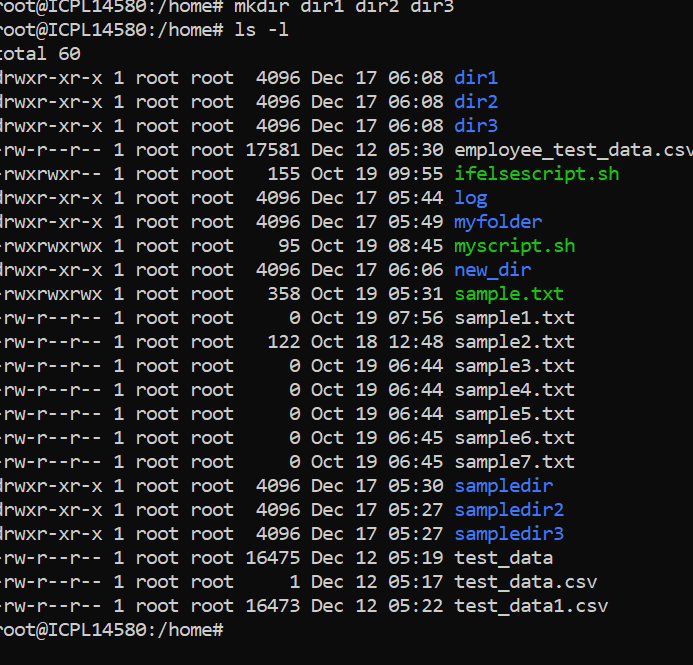 root@ICPL14580:/home# mkdir dir1 dir2 dir3
root@ICPL14580:/home# ls -l
total 60
drwxr-xr-x 1 root root  4096 Dec 17 06:08 dir1
drwxr-xr-x 1 root root  4096 Dec 17 06:08 dir2
drwxr-xr-x 1 root root  4096 Dec 17 06:08 dir3
-rw-r--r-- 1 root root 17581 Dec 12 05:30 employee_test_data.csv
-rwxrwxr-- 1 root root   155 Oct 19 09:55 ifelsescript.sh
drwxr-xr-x 1 root root  4096 Dec 17 05:44 log
drwxr-xr-x 1 root root  4096 Dec 17 05:49 myfolder
-rwxrwxrwx 1 root root    95 Oct 19 08:45 myscript.sh
drwxr-xr-x 1 root root  4096 Dec 17 06:06 new_dir
-rwxrwxrwx 1 root root   358 Oct 19 05:31 sample.txt
-rw-r--r-- 1 root root     0 Oct 19 07:56 sample1.txt
-rw-r--r-- 1 root root   122 Oct 18 12:48 sample2.txt
-rw-r--r-- 1 root root     0 Oct 19 06:44 sample3.txt
-rw-r--r-- 1 root root     0 Oct 19 06:44 sample4.txt
-rw-r--r-- 1 root root     0 Oct 19 06:44 sample5.txt
-rw-r--r-- 1 root root     0 Oct 19 06:45 sample6.txt
-rw-r--r-- 1 root root     0 Oct 19 06:45 sample7.txt
drwxr-xr-x 1 root root  4096 Dec 17 05:30 sampledir
drwxr-xr-x 1 root root  4096 Dec 17 05:27 sampledir2
drwxr-xr-x 1 root root  4096 Dec 17 05:27 sampledir3
-rw-r--r-- 1 root root 16475 Dec 12 05:19 test_data
-rw-r--r-- 1 root root     1 Dec 12 05:17 test_data.csv
-rw-r--r-- 1 root root 16473 Dec 12 05:22 test_data1.csv
root@ICPL14580:/home#